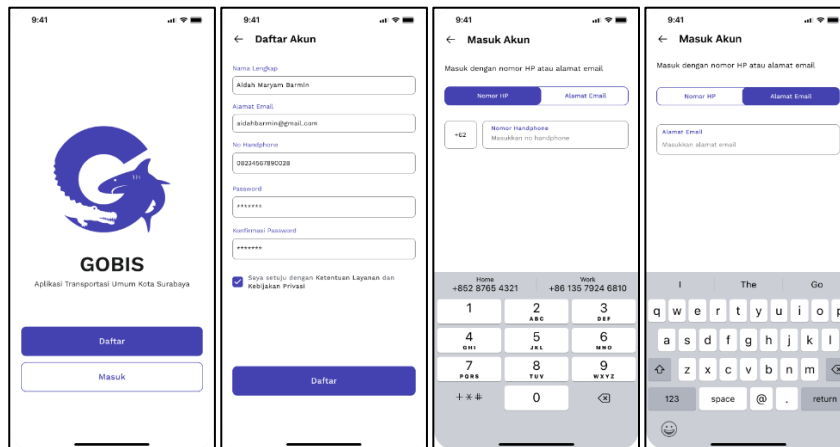 9:41
GOBIS
Aplikasi Transportasi Umum Kota Surabaya
Daftar
Masuk
9:41
← Daftar Akun
Nama Lengkap
Aidah Maryam Barmin
Alamat Email
aidahbarmin@gmail.com
No Handphone
08234567890028
Password
*******
Konfirmasi Password
*******
Saya setuju dengan Ketentuan Layanan dan
Kebijakan Privasi
Daftar
9:41
← Masuk Akun
Masuk dengan nomor HP atau alamat email
Nomor HP Alamat Email
+62
Nomor Handphone
Masukkan no handphone
Home Work
+852 8765 4321 +86 135 7924 6810
1 2 3
ABC DEF
4 5 6
GHI JKL MNO
7 8 9
PQRS TUV WXYZ
+*# 0
9:41
← Masuk Akun
Masuk dengan nomor HP atau alamat email
Nomor HP Alamat Email
Alamat Email
Masukkan alamat email
I The Go
q w e r t y u i o p
a s d f g h j k l
z x c v b n m
123 space @ . return